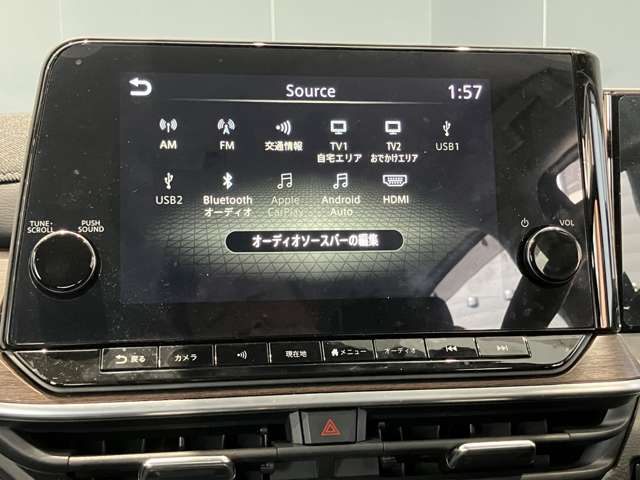 Source
1:57
AM
FM
交通情報
TV1
自宅エリア
TV2
おでかけエリア
USB1
USB2
Bluetooth
オーディオ
Apple
CarPlay
Android
Auto
HDMI
オーディオソースバーの編集
TUNE・
SCROLL
PUSH
SOUND
VOL
戻る
カメラ
現在地
メニュー
オーディオ